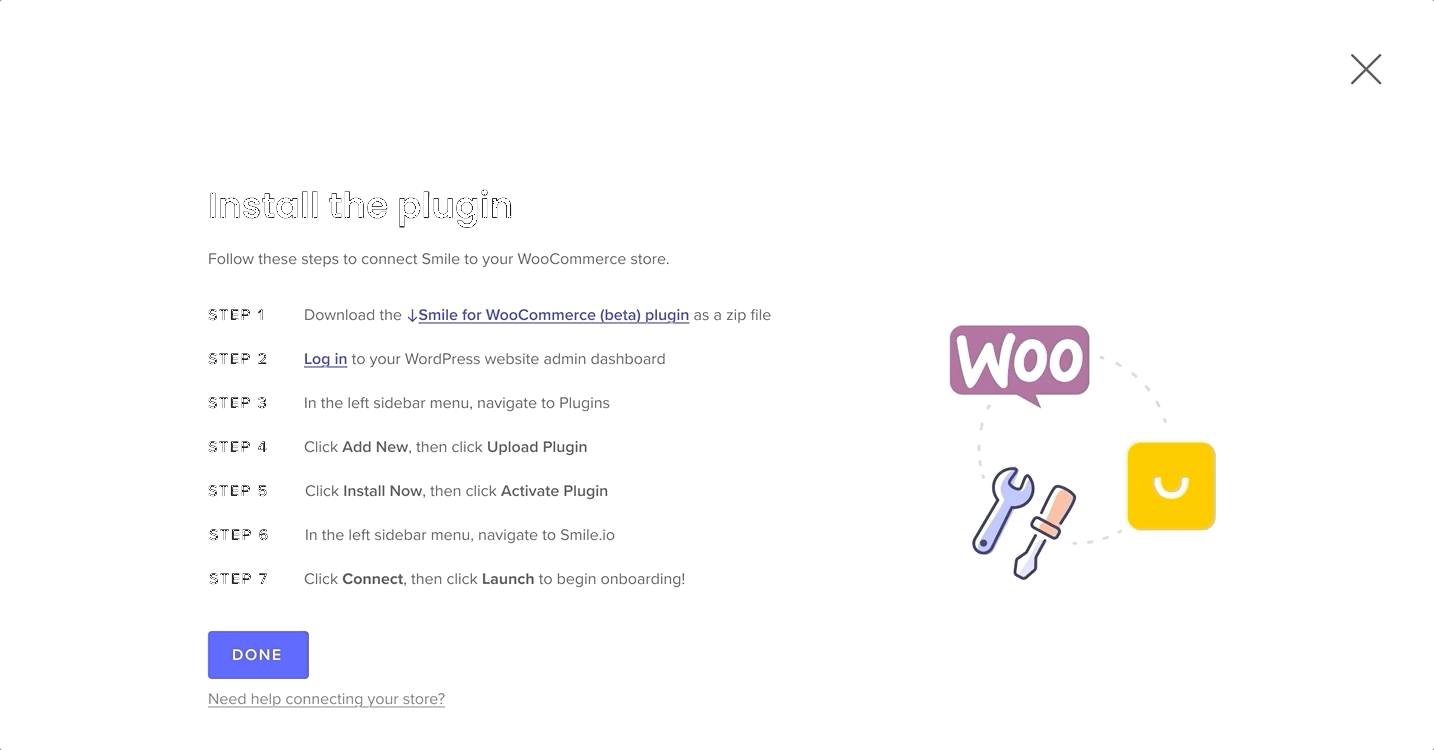 Install the plugin
Follow these steps to connect Smile to your WooCommerce store.
STEP 1 Download the ↓Smile for WooCommerce (beta) plugin as a zip file
STEP 2 Log in to your WordPress website admin dashboard
STEP 3 In the left sidebar menu, navigate to Plugins
STEP 4 Click Add New, then click Upload Plugin
STEP 5 Click Install Now, then click Activate Plugin
STEP 6 In the left sidebar menu, navigate to Smile.io
STEP 7 Click Connect, then click Launch to begin onboarding!
Woo
DONE
Need help connecting your store?